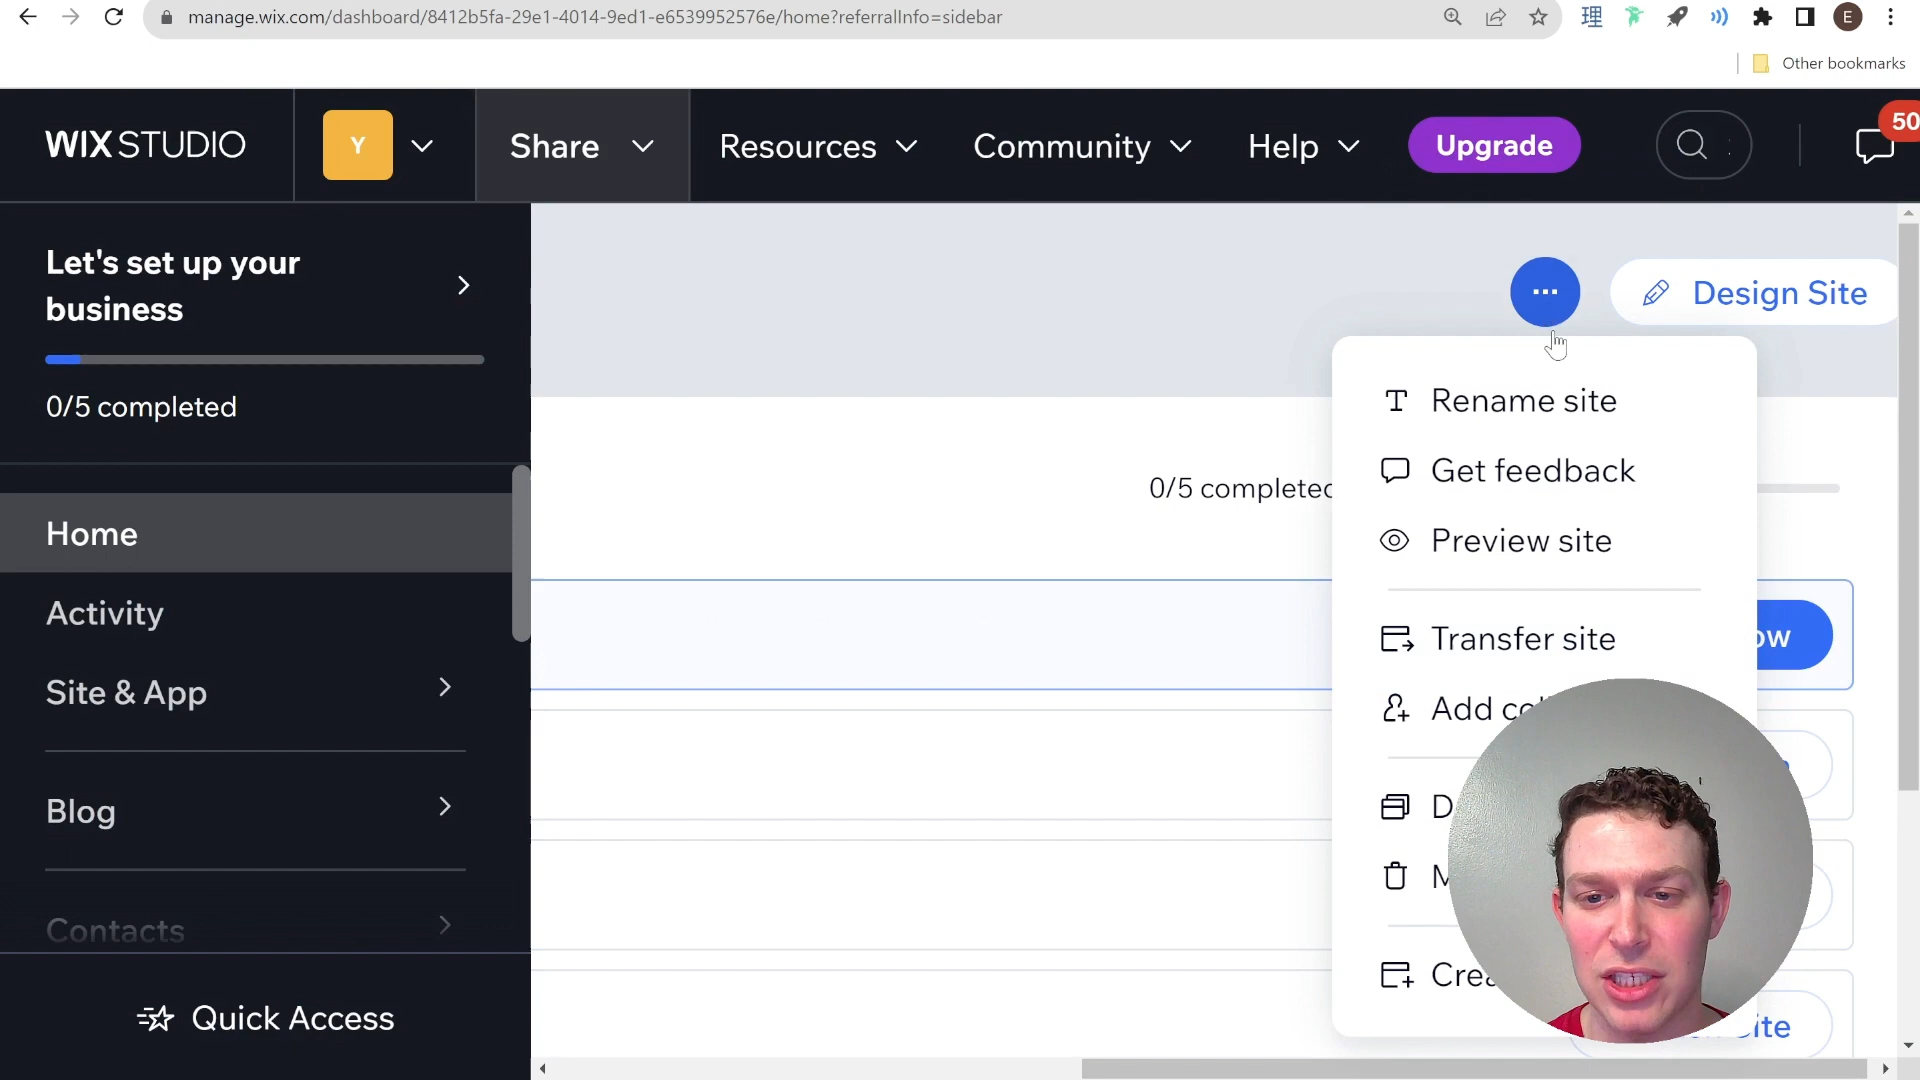 manage.wix.com/dashboard/8412b5fa-29e1-4014-9ed1-e6539952576e/home?referralInfo=sidebar
理
E
Other bookmarks
WIX STUDIO
Y
Share
Resources
Community
Help
Upgrade
50
Let's set up your
business
0/5 completed
Home
Activity
Site & App
Blog
Contacts
Quick Access
Design Site
0/5 completed
Rename site
Get feedback
Preview site
Transfer site
Add